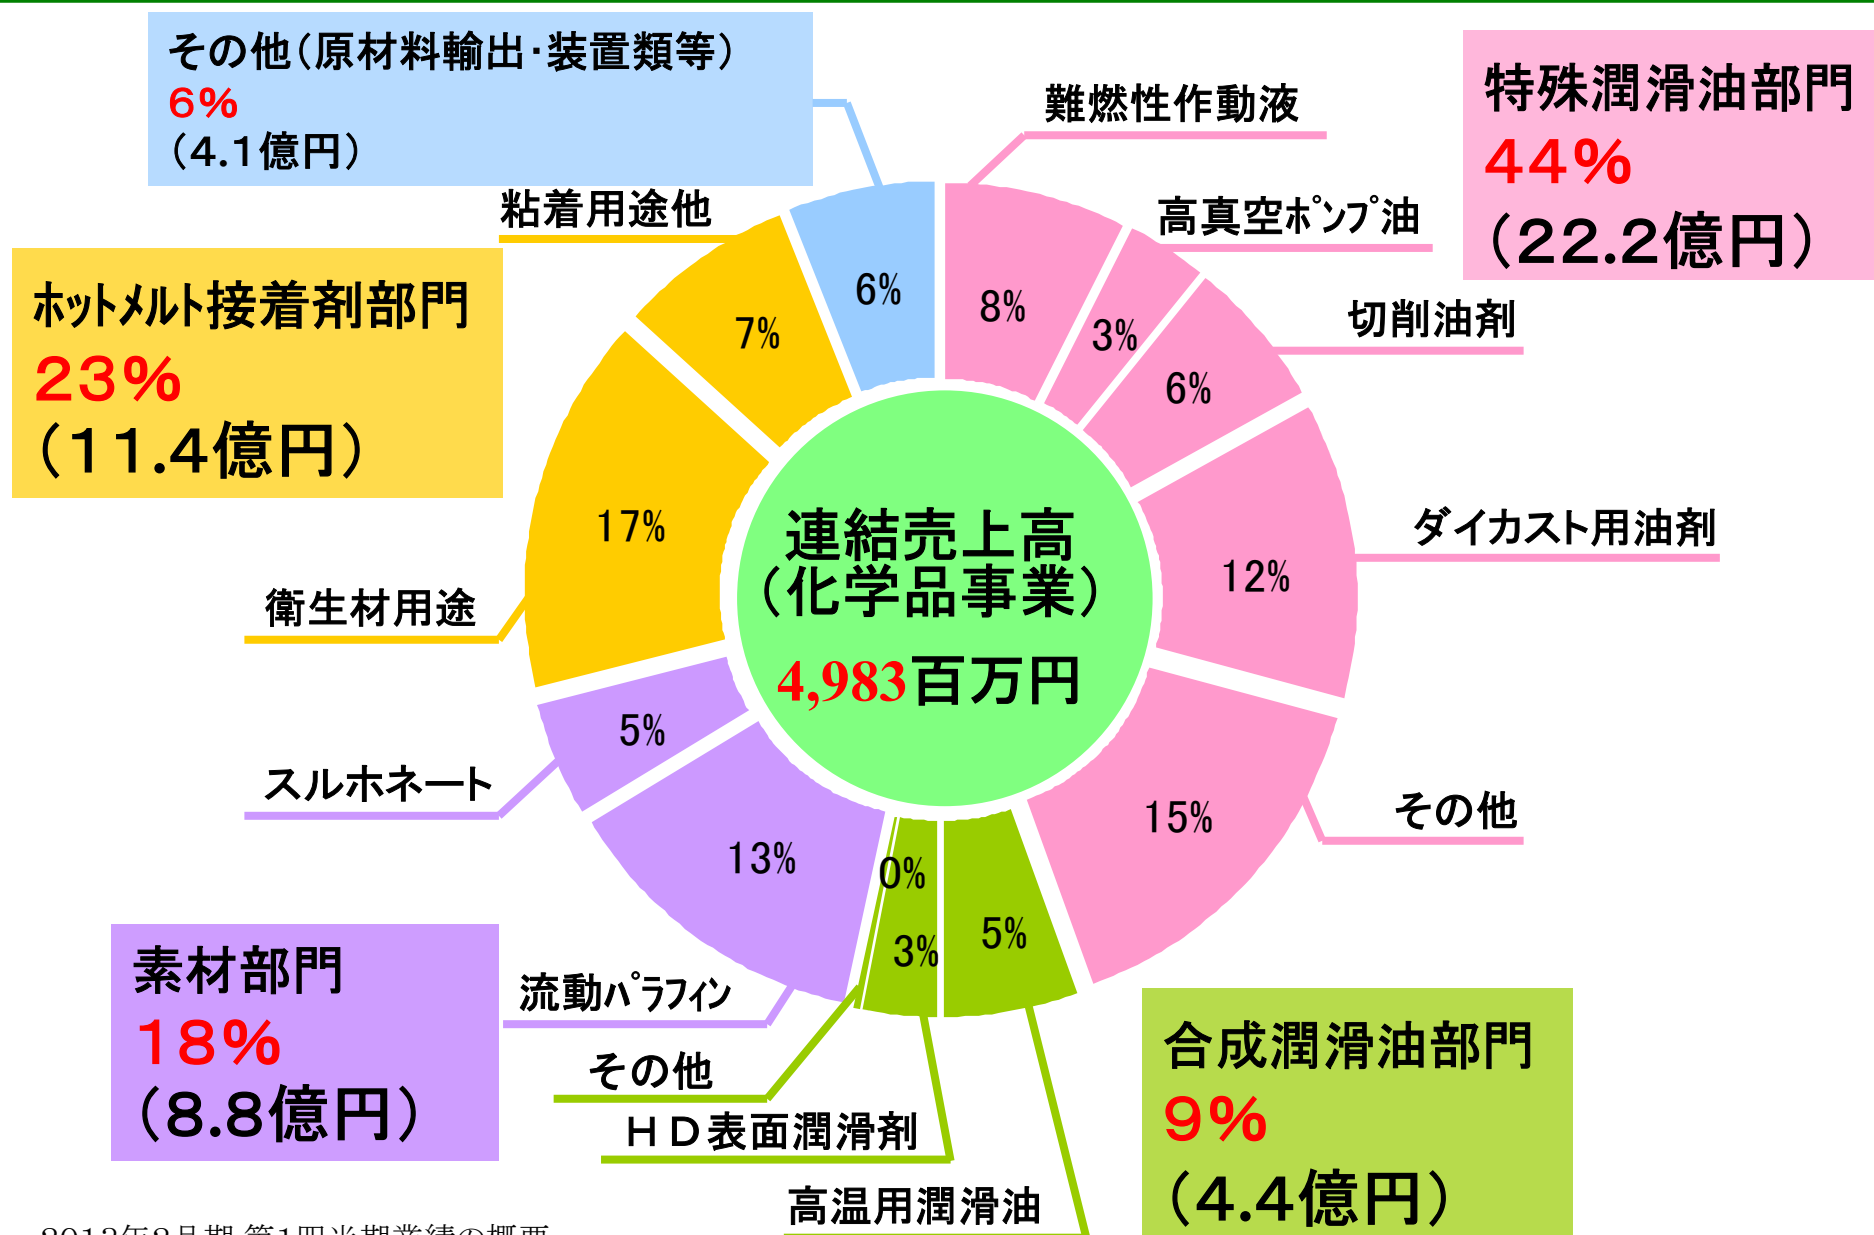 その他（原材料輸出・装置類等）
6%
（4.1億円）
難燃性作動液
特殊潤滑油部門
44%
（22.2億円）
粘着用途他
高真空ﾎﾟﾝﾌﾟ油
ﾎｯﾄﾒﾙﾄ接着剤部門
23%
（11.4億円）
切削油剤
6%
8%
3%
7%
6%
17%
12%
ダイカスト用油剤
連結売上高
（化学品事業）
4,983百万円
衛生材用途
5%
スルホネート
15%
その他
13%
0%
3%
5%
素材部門
18%
（8.8億円）
流動ﾊﾟﾗﾌｨﾝ
その他
ＨＤ表面潤滑剤
高温用潤滑油
合成潤滑油部門
9%
（4.4億円）